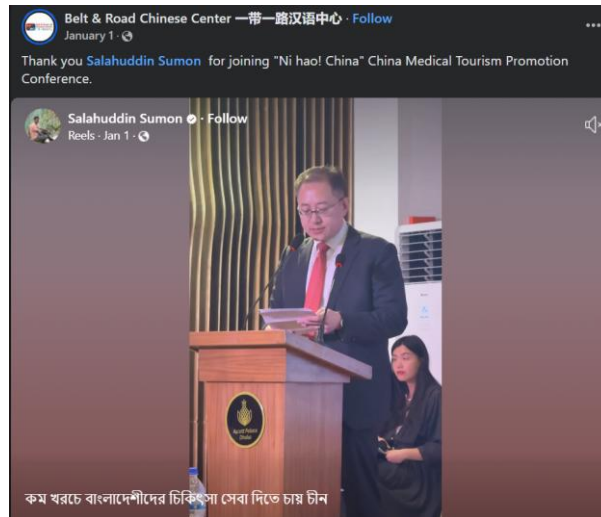 Belt & Road Chinese Center 一带一路汉语中心 · Follow
January 1 ·
Thank you Salahuddin Sumon for joining "Ni hao! China" China Medical Tourism Promotion
Conference.
Salahuddin Sumon · Follow
Reels · Jan 1 ·
কম খরচে বাংলাদেশীদের চিকিৎসা সেবা দিতে চায় চীন